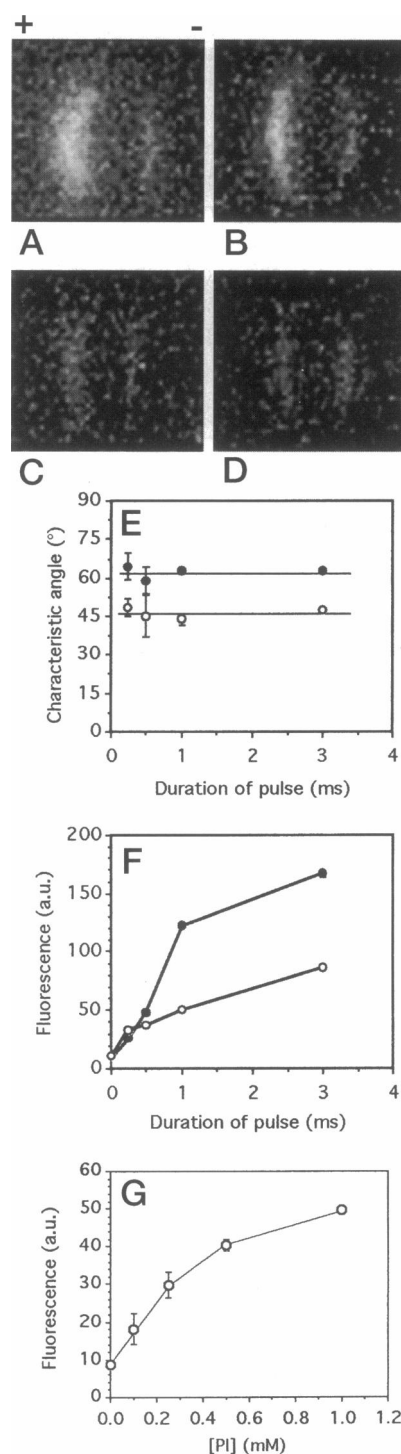 + -
A B
C D
E
90
75
60
45
30
15
0
0 1 2 3 4
Characteristic angle (°)
Duration of pulse (ms)
F
200
150
100
50
0
0 1 2 3 4
Fluorescence (a.u.)
Duration of pulse (ms)
G
60
50
40
30
20
10
0
0.0 0.2 0.4 0.6 0.8 1.0 1.2
Fluorescence (a.u.)
[PI] (mM)